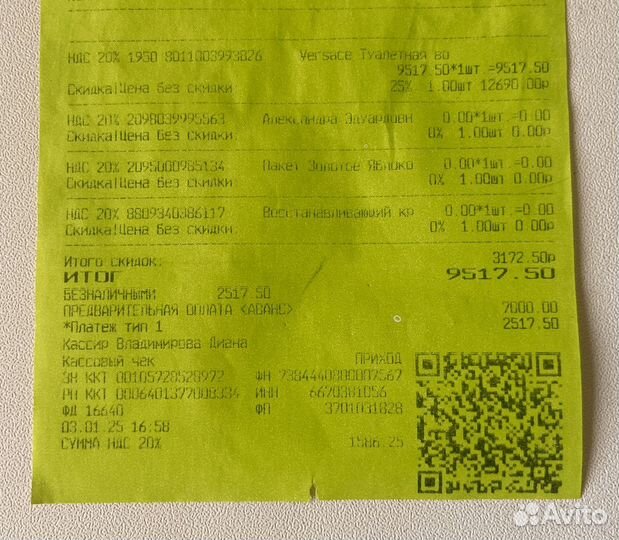 НДС 20% 1950 8011003993826 Versace Туалетная во
9517.50*1шт.=9517.50
Скидка!Цена без скидки: 25% 1.00шт 12690.00р
НДС 20% 2098039995563 Александра Эдуардовн 0.00*1шт.=0.00
Скидка!Цена без скидки: 0% 1.00шт 0.00р
НДС 20% 2095000985134 Пакет Золотое Яблоко 0.00*1шт.=0.00
Скидка!Цена без скидки: 0% 1.00шт 0.00р
НДС 20% 8809340386117 Восстанавливающий кр 0.00*1шт.=0.00
Скидка!Цена без скидки: 0% 1.00шт 0.00р
Итого скидок: 3172.50р
ИТОГ 9517.50
БЕЗНАЛИЧНЫМИ 2517.50
ПРЕДВАРИТЕЛЬНАЯ ОПЛАТА <АВАНС> 7000.00
*Платеж тип 1 2517.50
Кассир Владимирова Диана
Кассовый чек ПРИХОД
ЗН ККТ 00105720528972 ФН 7384440800007567
РН ККТ 0006401377008334 ИНН 6670381056
ФД 16640 ФП 3701031828
03.01.25 16:58
СУММА НДС 20% 1586.25
Avito